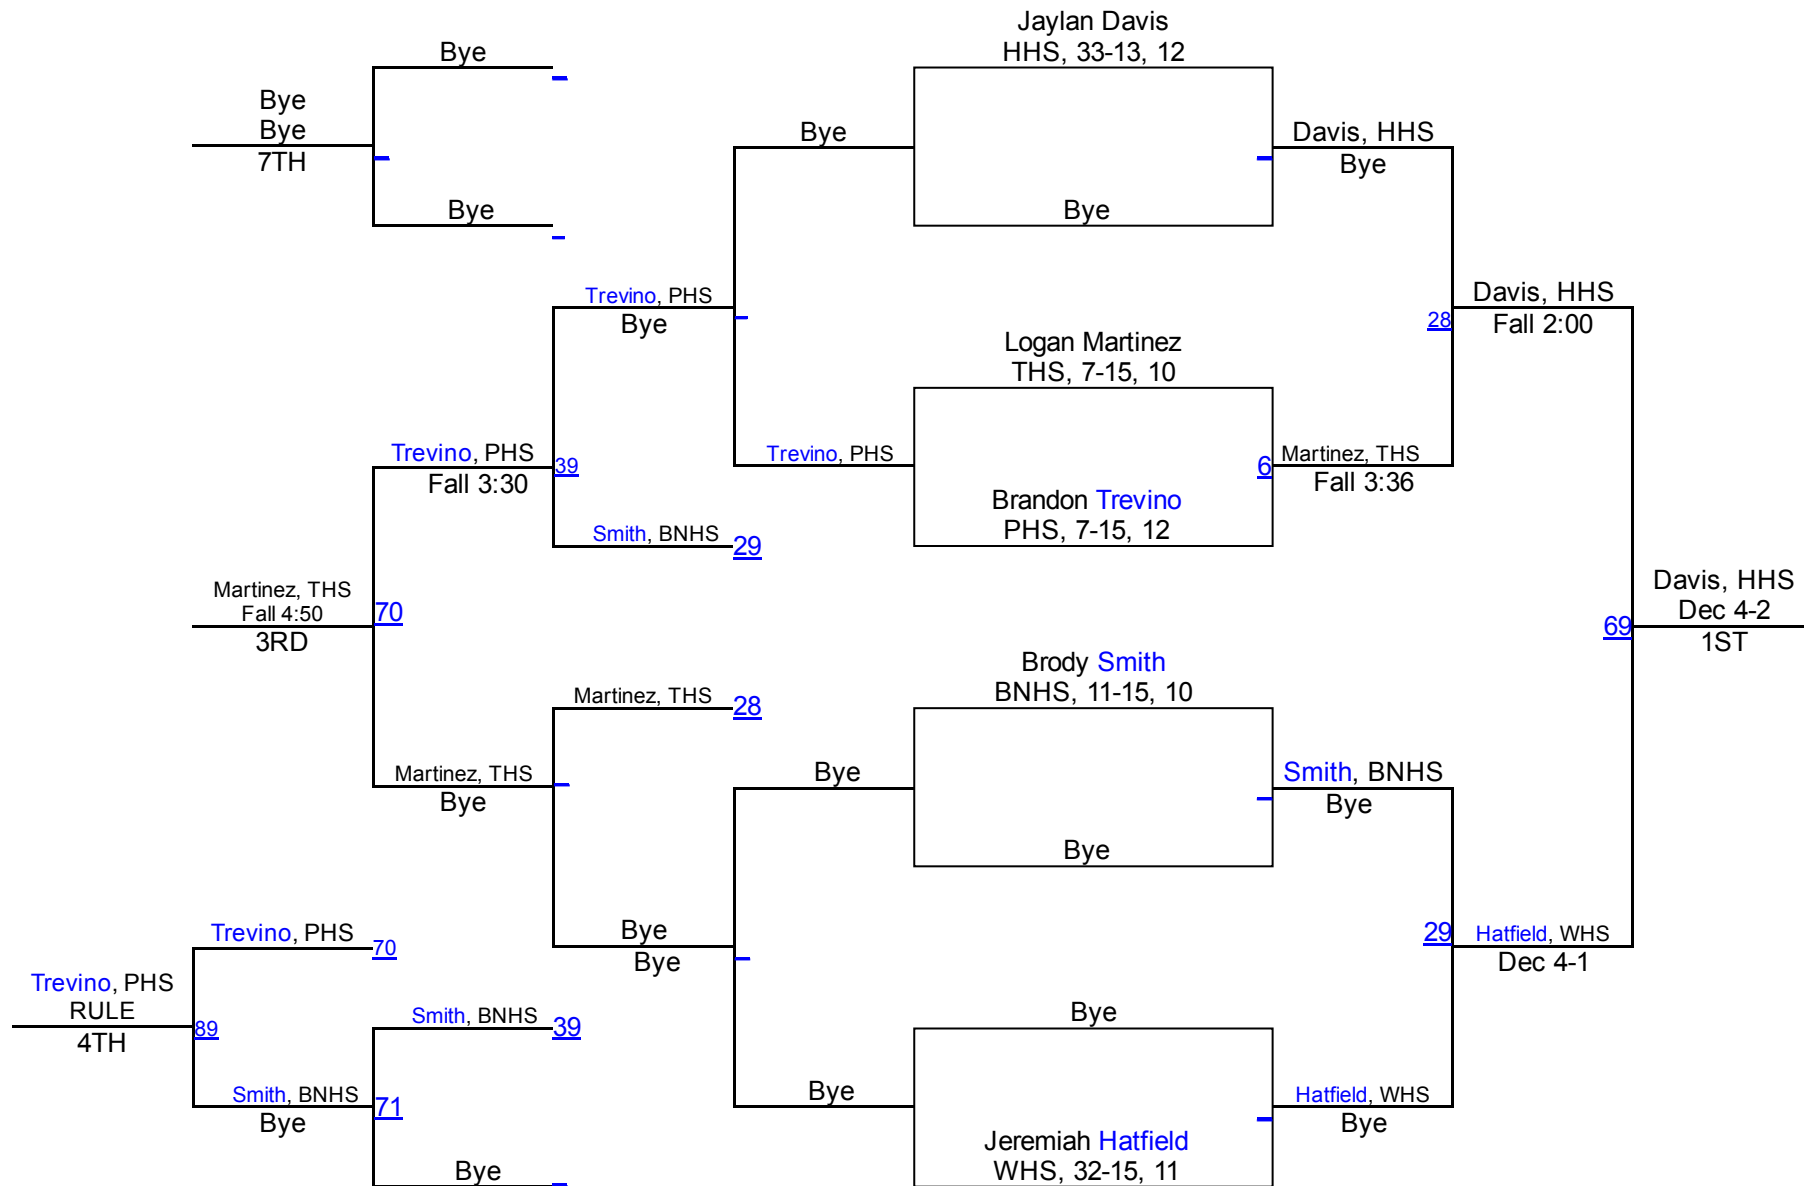 Jaylan Davis
HHS, 33-13, 12
Bye
Bye
Bye
7TH
Bye
Bye
Davis, HHS
Bye
Bye
Trevino, PHS
Bye
Davis, HHS
28
Fall 2:00
Logan Martinez
THS, 7-15, 10
Trevino, PHS
39
Fall 3:30
Trevino, PHS
6
Martinez, THS
Fall 3:36
Brandon Trevino
PHS, 7-15, 12
Smith, BNHS
29
Martinez, THS
Fall 4:50
70
3RD
Davis, HHS
Dec 4-2
69
1ST
Brody Smith
BNHS, 11-15, 10
Martinez, THS
28
Martinez, THS
Bye
Bye
Smith, BNHS
Bye
Bye
Bye
Bye
29
Hatfield, WHS
Dec 4-1
Trevino, PHS
70
Trevino, PHS
RULE
89
4TH
Smith, BNHS
39
Bye
Smith, BNHS
71
Bye
Bye
Hatfield, WHS
Bye
Jeremiah Hatfield
WHS, 32-15, 11
Bye